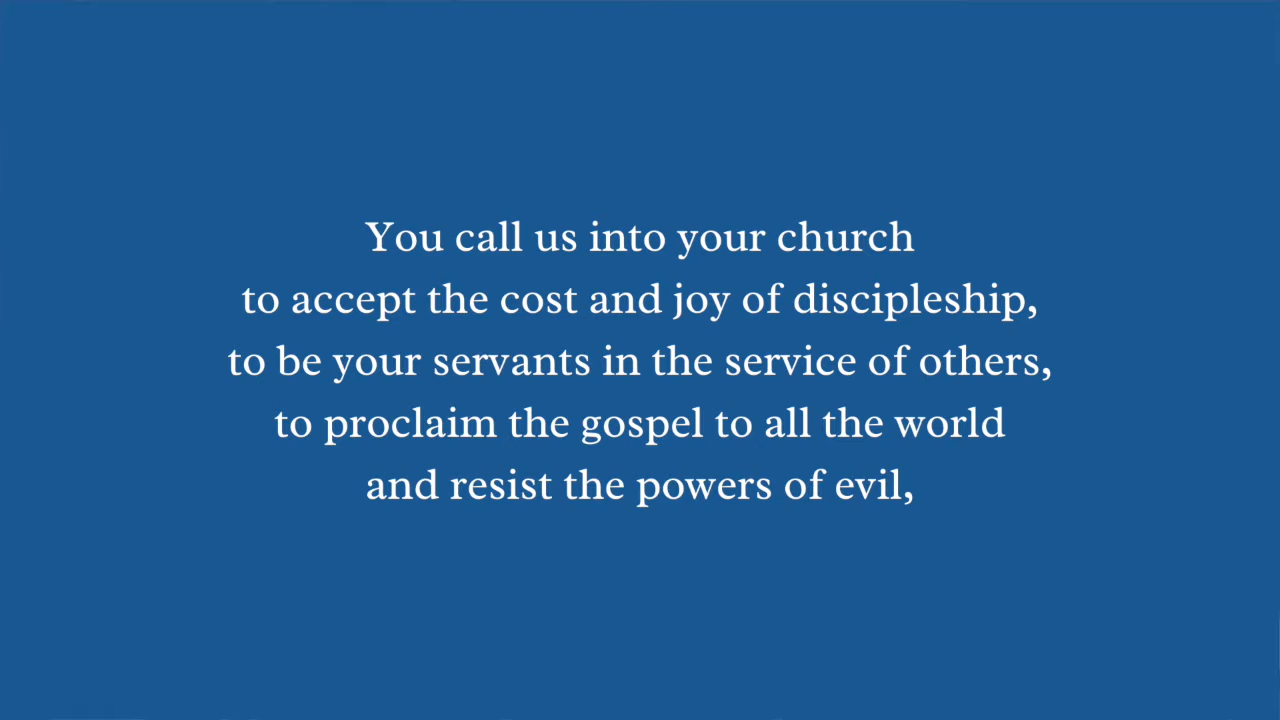 You call us into your church
to accept the cost and joy of discipleship,
to be your servants in the service of others,
to proclaim the gospel to all the world
and resist the powers of evil,